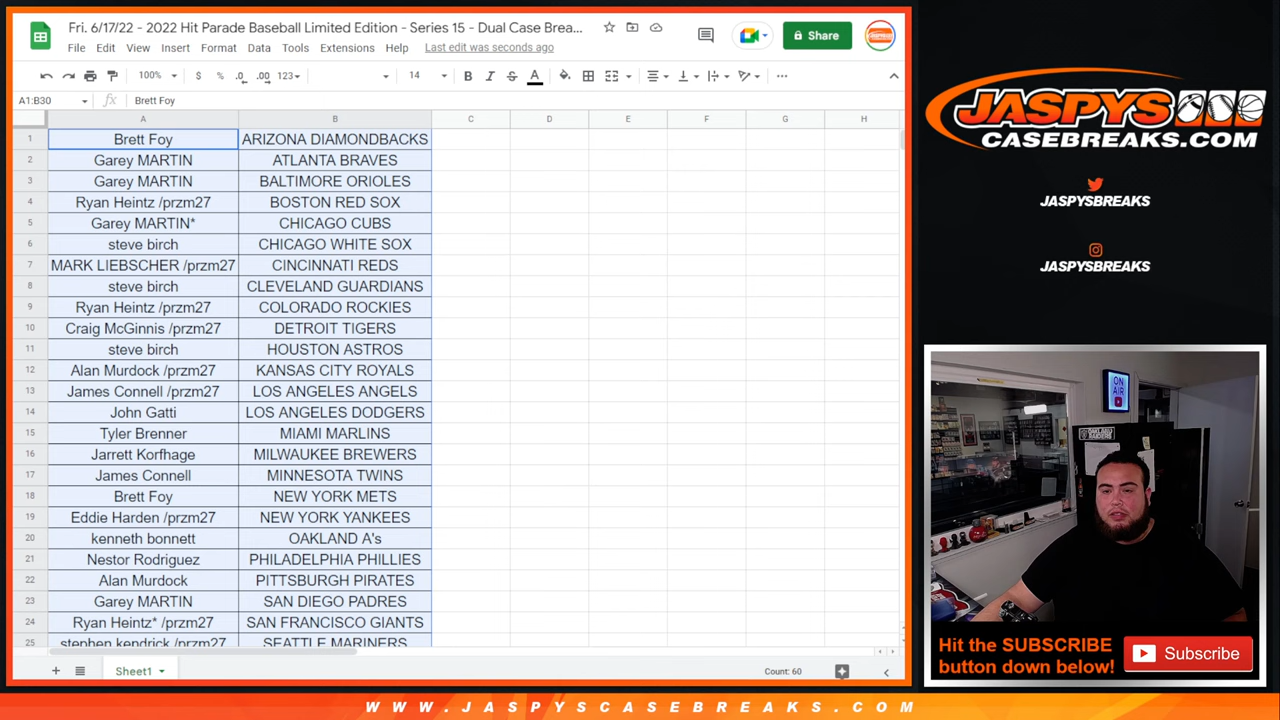 Fri. 6/17/22 - 2022 Hit Parade Baseball Limited Edition - Series 15 - Dual Case Brea...
Share
File Edit View Insert Format Data Tools Extensions Help Last edit was seconds ago
100% $ % .0 .00 123 14 B I S A
A1:B30 fx Brett Foy
A B C D E F G H
1 Brett Foy ARIZONA DIAMONDBACKS
2 Garey MARTIN ATLANTA BRAVES
3 Garey MARTIN BALTIMORE ORIOLES
4 Ryan Heintz /przm27 BOSTON RED SOX
5 Garey MARTIN* CHICAGO CUBS
6 steve birch CHICAGO WHITE SOX
7 MARK LIEBSCHER /przm27 CINCINNATI REDS
8 steve birch CLEVELAND GUARDIANS
9 Ryan Heintz /przm27 COLORADO ROCKIES
10 Craig McGinnis /przm27 DETROIT TIGERS
11 steve birch HOUSTON ASTROS
12 Alan Murdock /przm27 KANSAS CITY ROYALS
13 James Connell /przm27 LOS ANGELES ANGELS
14 John Gatti LOS ANGELES DODGERS
15 Tyler Brenner MIAMI MARLINS
16 Jarrett Korfhage MILWAUKEE BREWERS
17 James Connell MINNESOTA TWINS
18 Brett Foy NEW YORK METS
19 Eddie Harden /przm27 NEW YORK YANKEES
20 kenneth bonnett OAKLAND A's
21 Nestor Rodriguez PHILADELPHIA PHILLIES
22 Alan Murdock PITTSBURGH PIRATES
23 Garey MARTIN SAN DIEGO PADRES
24 Ryan Heintz* /przm27 SAN FRANCISCO GIANTS
25 stephen kendrick /przm27 SEATTLE MARINERS
Sheet1
Count: 60
JASPYS
CASEBREAKS.COM
JASPYSBREAKS
JASPYSBREAKS
ON
AIR
Hit the SUBSCRIBE
button down below!
Subscribe
WWW.JASPYSCASEBREAKS.COM